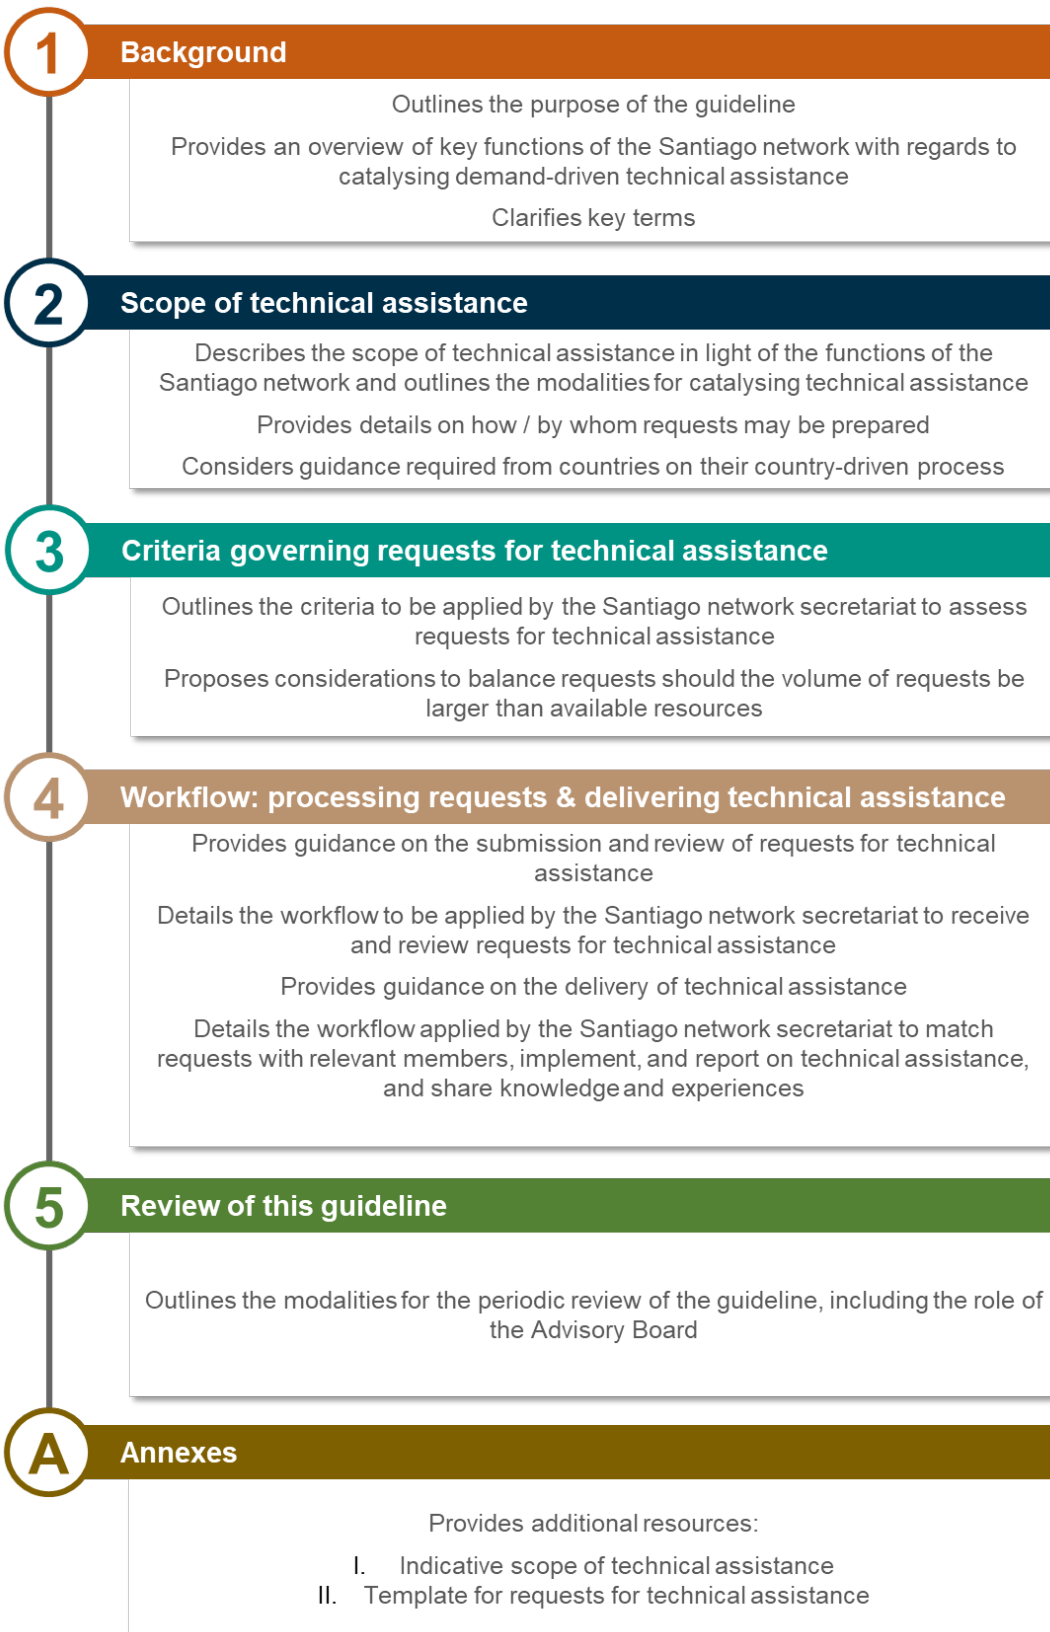 1
Background
Outlines the purpose of the guideline
Provides an overview of key functions of the Santiago network with regards to
catalysing demand-driven technical assistance
Clarifies key terms
2
Scope of technical assistance
Describes the scope of technical assistance in light of the functions of the
Santiago network and outlines the modalities for catalysing technical assistance
Provides details on how / by whom requests may be prepared
Considers guidance required from countries on their country-driven process
3
Criteria governing requests for technical assistance
Outlines the criteria to be applied by the Santiago network secretariat to assess
requests for technical assistance
Proposes considerations to balance requests should the volume of requests be
larger than available resources
4
Workflow: processing requests & delivering technical assistance
Provides guidance on the submission and review of requests for technical
assistance
Details the workflow to be applied by the Santiago network secretariat to receive
and review requests for technical assistance
Provides guidance on the delivery of technical assistance
Details the workflow applied by the Santiago network secretariat to match
requests with relevant members, implement, and report on technical assistance,
and share knowledge and experiences
5
Review of this guideline
Outlines the modalities for the periodic review of the guideline, including the role of
the Advisory Board
A
Annexes
Provides additional resources:
I. Indicative scope of technical assistance
II. Template for requests for technical assistance